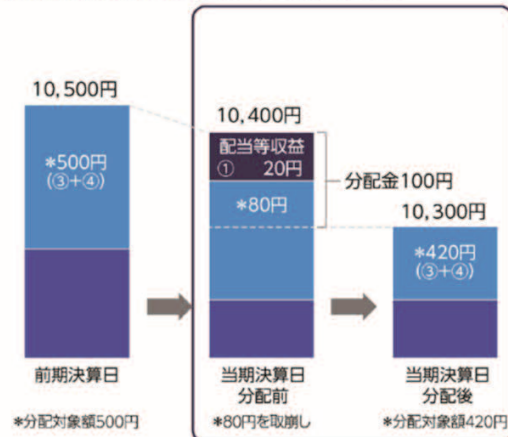 10,500円
*500円
(③+④)
前期決算日
*分配対象額500円
10,400円
配当等収益
① 20円
*80円
分配金100円
当期決算日
分配前
*80円を取崩し
10,300円
*420円
(③+④)
当期決算日
分配後
*分配対象額420円